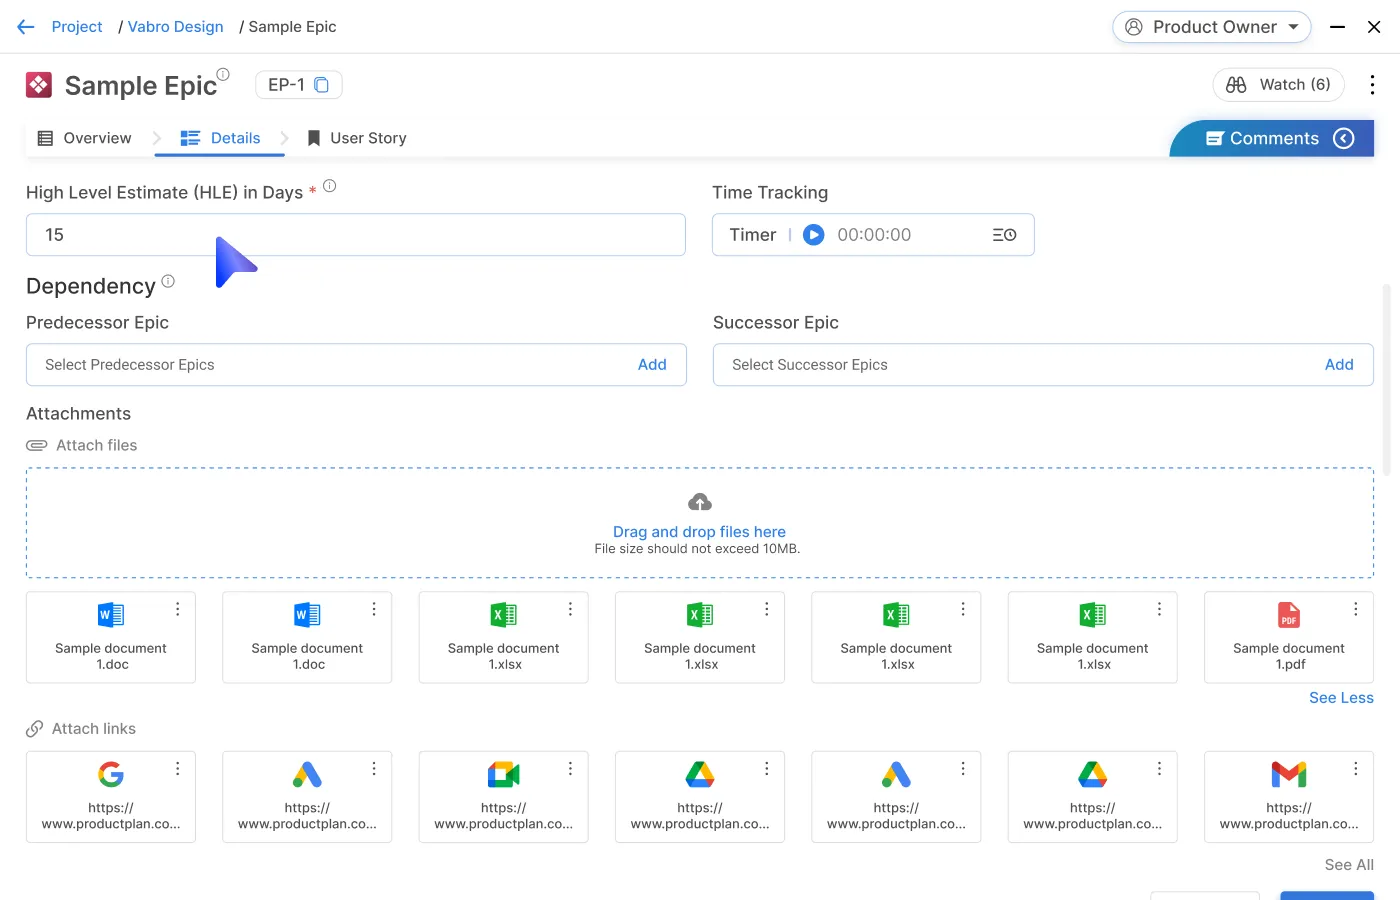 Project / Vabro Design / Sample Epic
Product Owner
Sample Epic
EP-1
Watch (6)
Overview
Details
User Story
Comments
High Level Estimate (HLE) in Days *
Time Tracking
15
Timer | 00:00:00
Dependency
Predecessor Epic
Successor Epic
Select Predecessor Epics
Add
Select Successor Epics
Add
Attachments
Attach files
Drag and drop files here
File size should not exceed 10MB.
W
Sample document
1.doc
W
Sample document
1.doc
X
Sample document
1.xlsx
X
Sample document
1.xlsx
X
Sample document
1.xlsx
X
Sample document
1.xlsx
PDF
Sample document
1.pdf
See Less
Attach links
https://
www.productplan.co...
https://
www.productplan.co...
https://
www.productplan.co...
https://
www.productplan.co...
https://
www.productplan.co...
https://
www.productplan.co...
https://
www.productplan.co...
See All